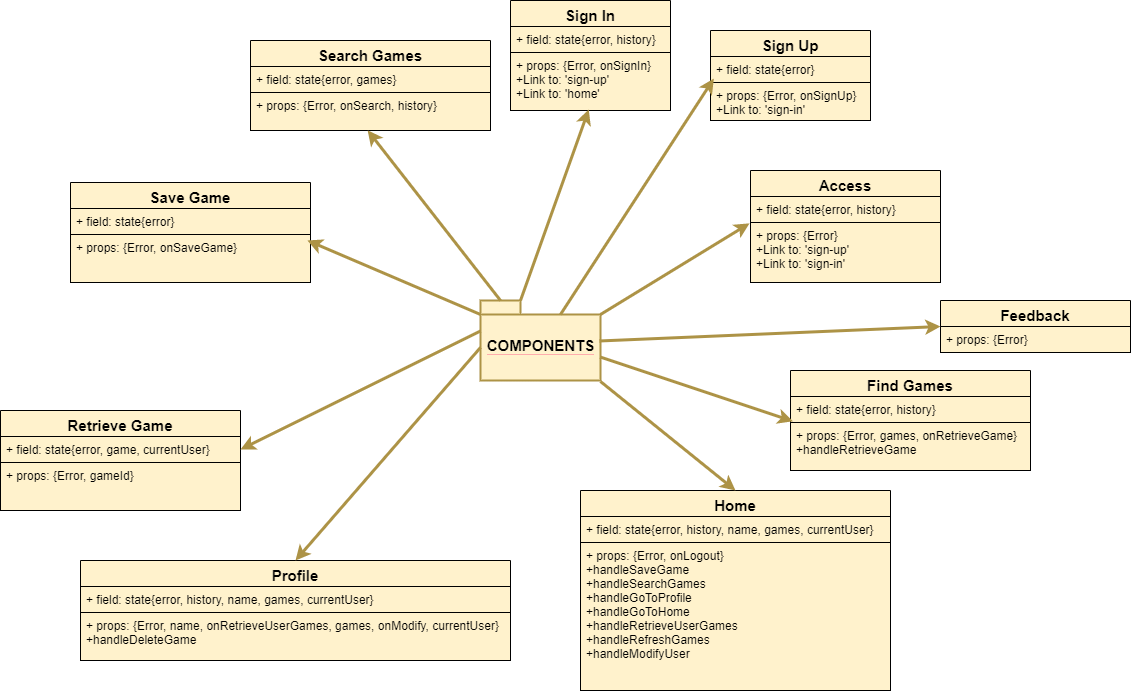 Sign In
+ field: state{error, history}
+ props: {Error, onSignIn}
+Link to: 'sign-up'
+Link to: 'home'
Sign Up
+ field: state{error}
+ props: {Error, onSignUp}
+Link to: 'sign-in'
Search Games
+ field: state{error, games}
+ props: {Error, onSearch, history}
Save Game
+ field: state{error}
+ props: {Error, onSaveGame}
Access
+ field: state{error, history}
+ props: {Error}
+Link to: 'sign-up'
+Link to: 'sign-in'
COMPONENTS
Feedback
+ props: {Error}
Find Games
+ field: state{error, history}
+ props: {Error, games, onRetrieveGame}
+handleRetrieveGame
Retrieve Game
+ field: state{error, game, currentUser}
+ props: {Error, gameId}
Home
+ field: state{error, history, name, games, currentUser}
+ props: {Error, onLogout}
+handleSaveGame
+handleSearchGames
+handleGoToProfile
+handleGoToHome
+handleRetrieveUserGames
+handleRefreshGames
+handleModifyUser
Profile
+ field: state{error, history, name, games, currentUser}
+ props: {Error, name, onRetrieveUserGames, games, onModify, currentUser}
+handleDeleteGame